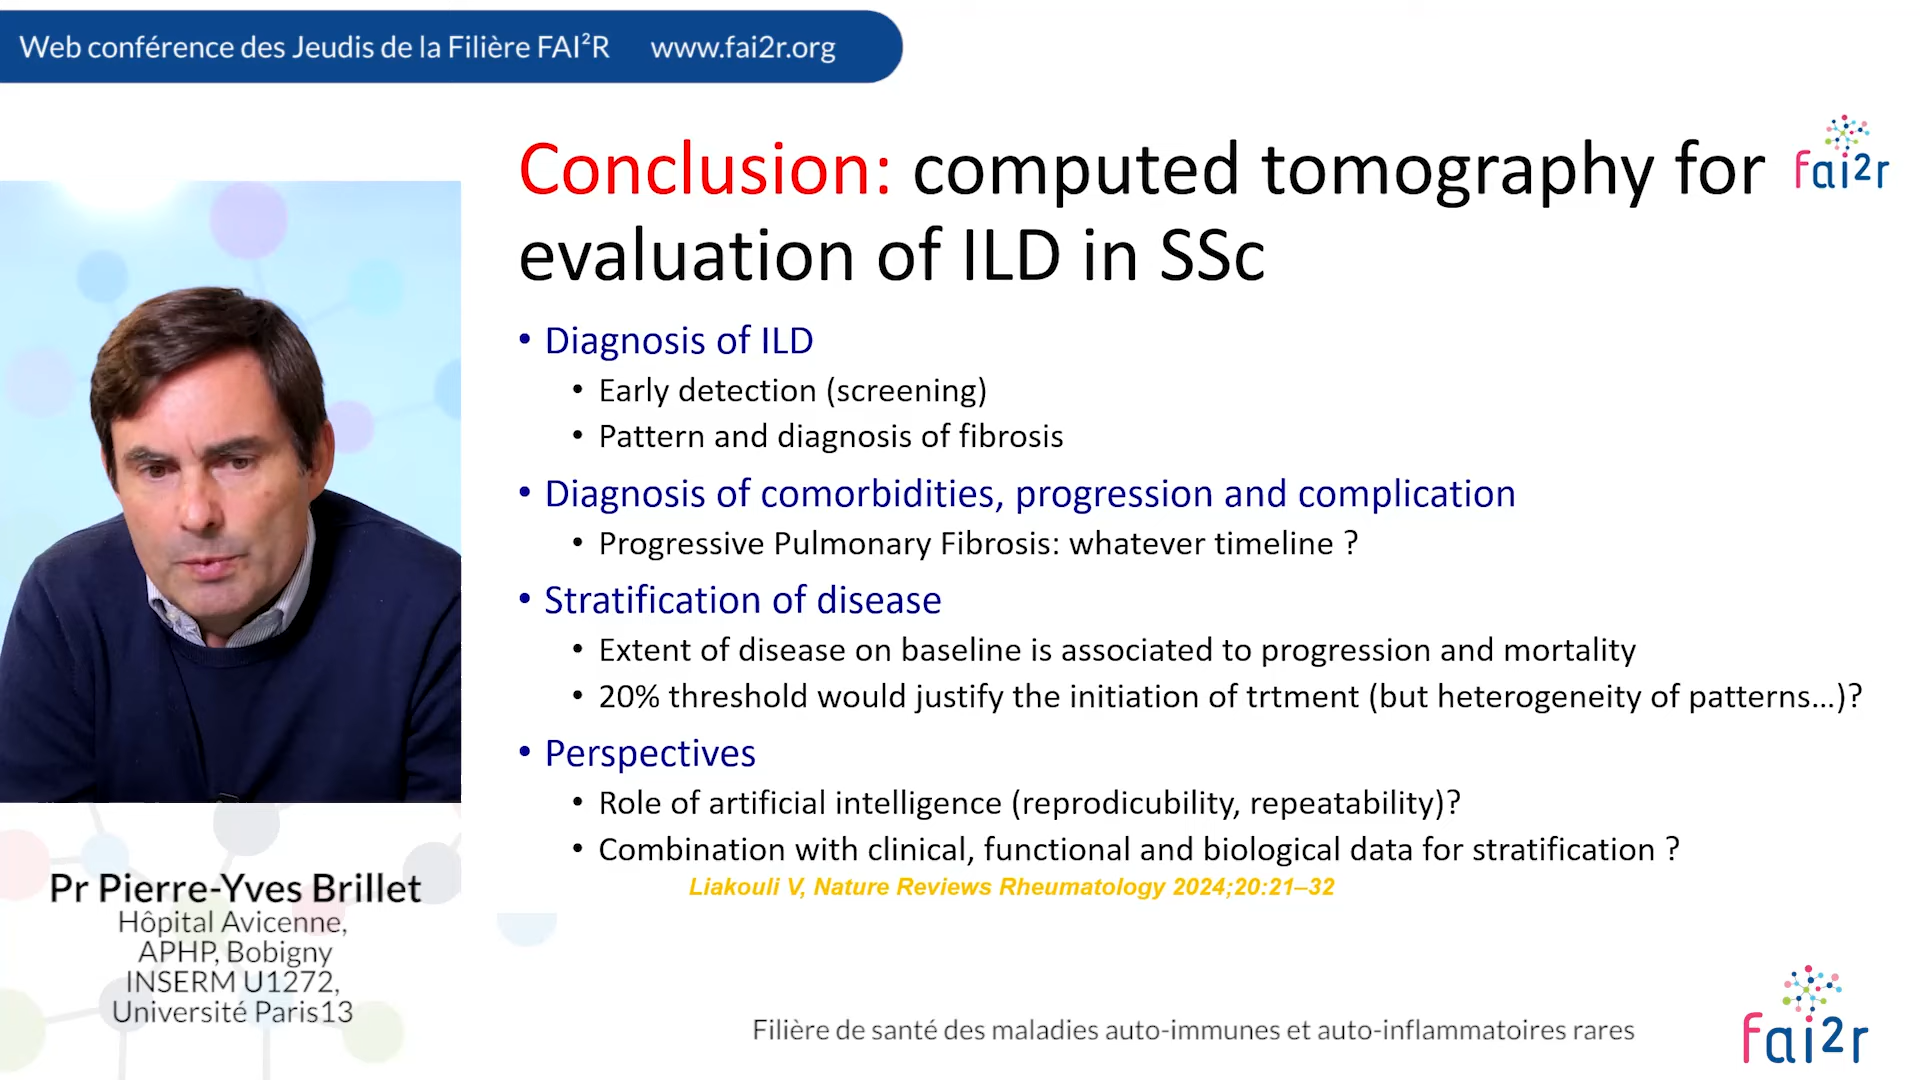 Web conférence des Jeudis de la Filière FAI²R www.fai2r.org
fai2r
Conclusion: computed tomography for
evaluation of ILD in SSc
• Diagnosis of ILD
• Early detection (screening)
• Pattern and diagnosis of fibrosis
• Diagnosis of comorbidities, progression and complication
• Progressive Pulmonary Fibrosis: whatever timeline ?
• Stratification of disease
• Extent of disease on baseline is associated to progression and mortality
• 20% threshold would justify the initiation of trtment (but heterogeneity of patterns...)?
• Perspectives
• Role of artificial intelligence (reprodicubility, repeatability)?
• Combination with clinical, functional and biological data for stratification ?
Liakouli V, Nature Reviews Rheumatology 2024;20:21–32
Pr Pierre-Yves Brillet
Hôpital Avicenne,
APHP, Bobigny
INSERM U1272,
Université Paris13
Filière de santé des maladies auto-immunes et auto-inflammatoires rares
fai2r